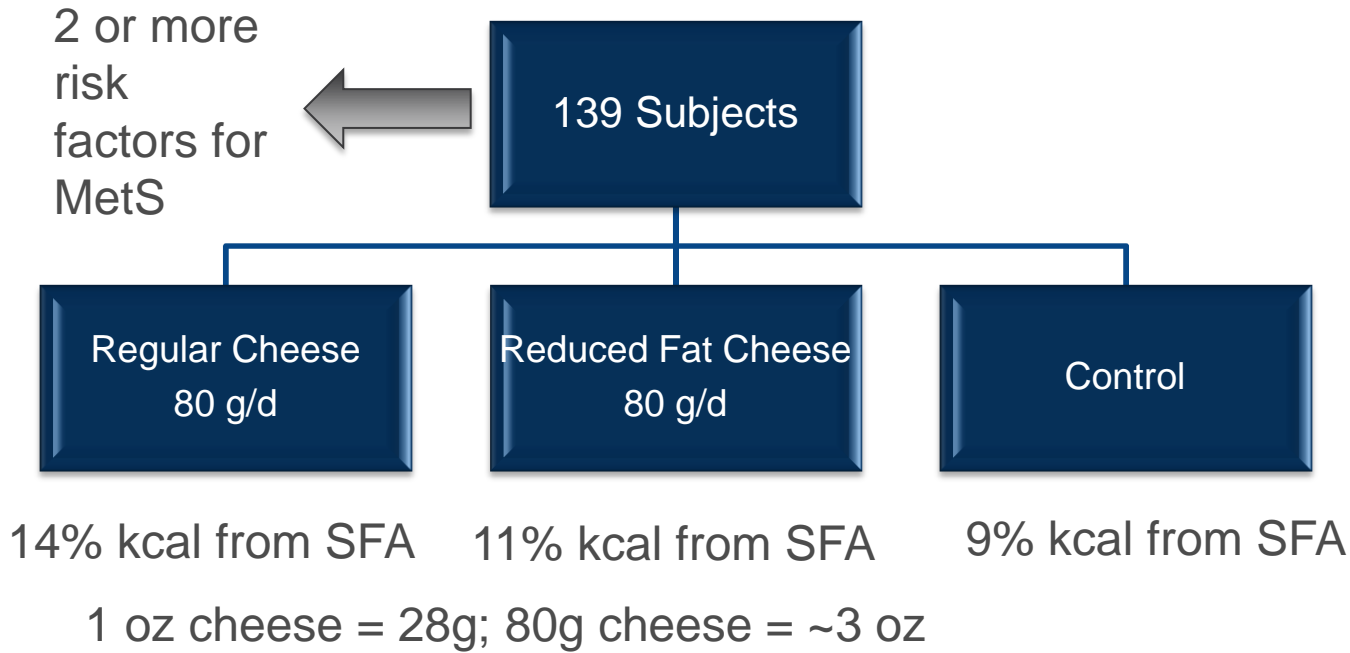 2 or more
risk
factors for
MetS
139 Subjects
Regular Cheese
80 g/d
Reduced Fat Cheese
80 g/d
Control
14% kcal from SFA
11% kcal from SFA
9% kcal from SFA
1 oz cheese = 28g; 80g cheese = ~3 oz